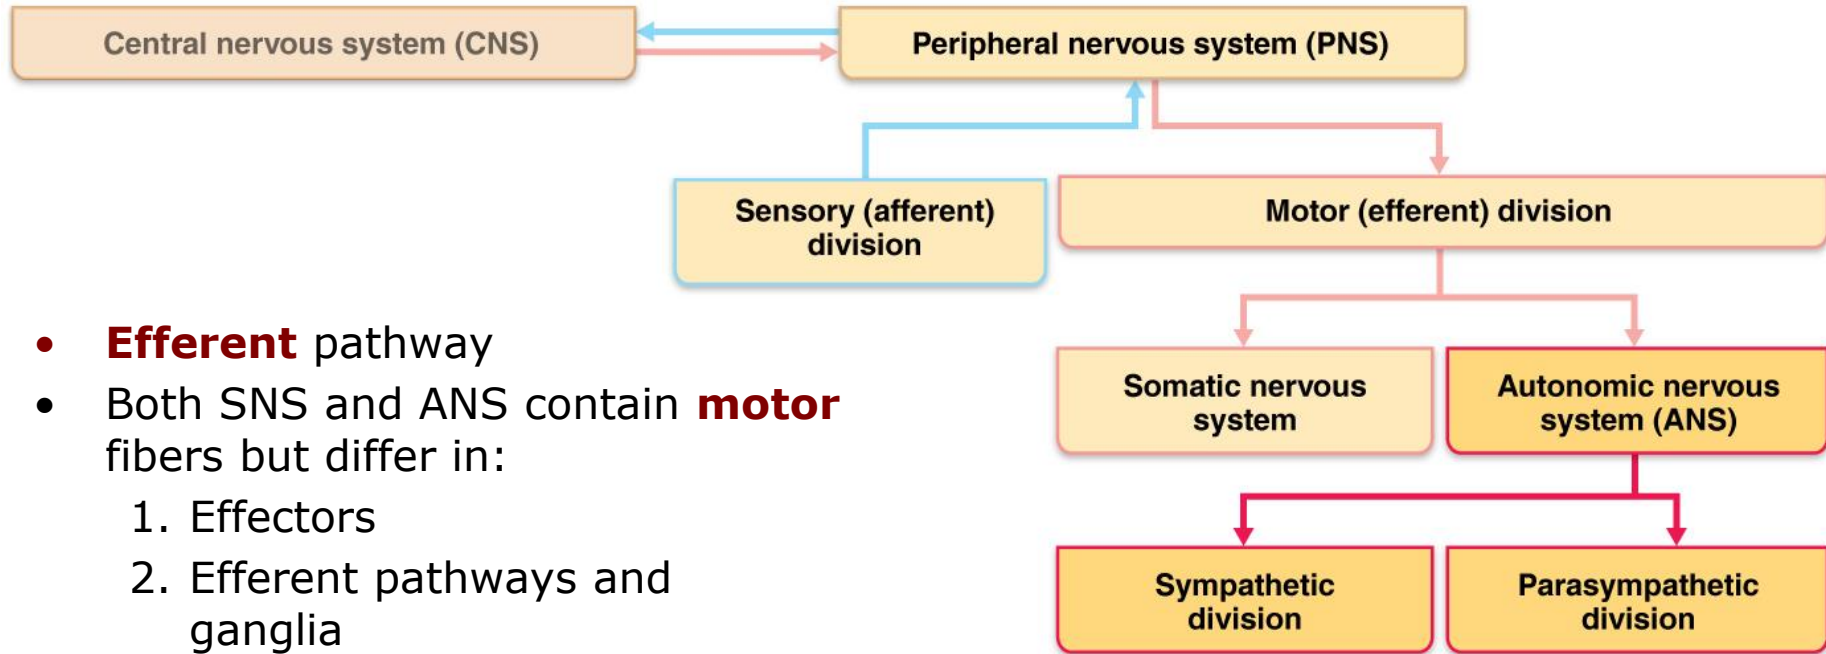 Central nervous system (CNS)
Peripheral nervous system (PNS)
Sensory (afferent)
division
Motor (efferent) division
Somatic nervous
system
Autonomic nervous
system (ANS)
Sympathetic
division
Parasympathetic
division
• Efferent pathway
• Both SNS and ANS contain motor
fibers but differ in:
1. Effectors
2. Efferent pathways and
ganglia